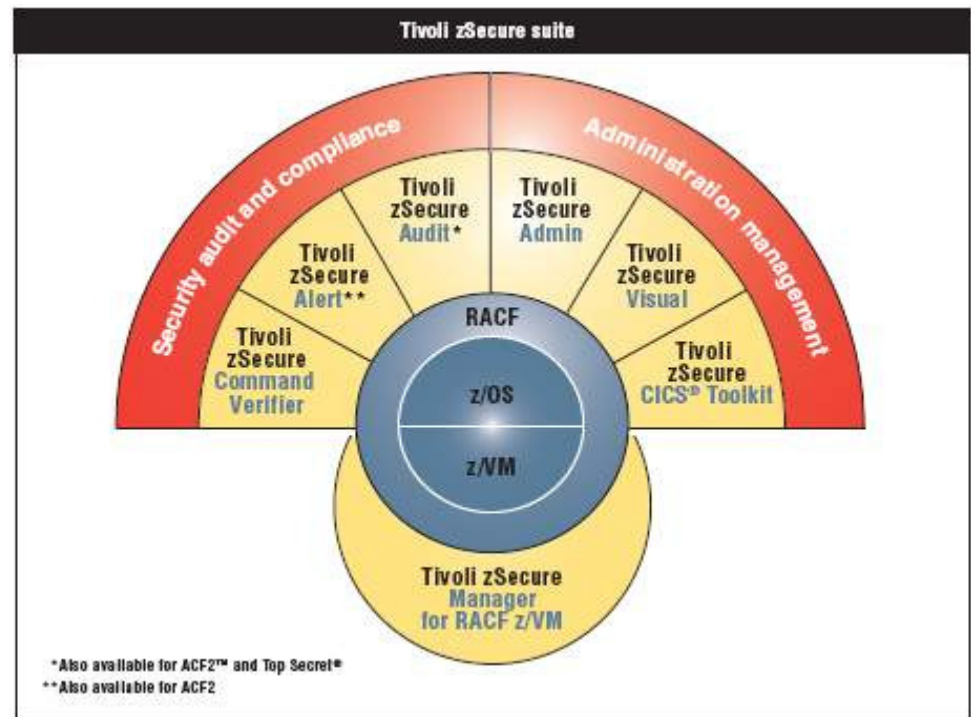 Tivoli zSecure suite
Security audit and compliance
Administration management
Tivoli
zSecure
Command
Verifier
Tivoli
zSecure
Alert**
Tivoli
zSecure
Audit*
Tivoli
zSecure
Admin
Tivoli
zSecure
Visual
Tivoli
zSecure
CICS® Toolkit
RACF
z/OS
z/VM
Tivoli zSecure
Manager
for RACF z/VM
*Also available for ACF2™ and Top Secret®
**Also available for ACF2